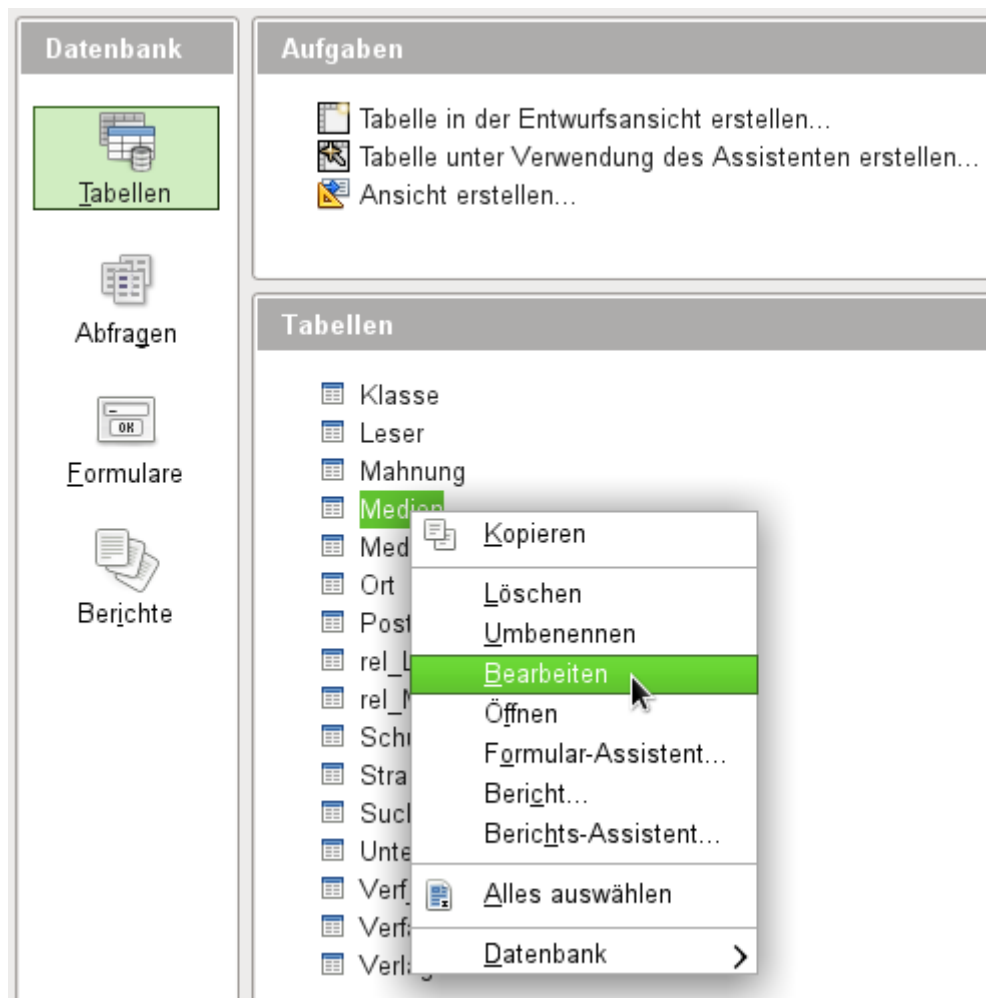 Datenbank
Tabellen
Abfragen
OK
Formulare
Berichte
Aufgaben
Tabelle in der Entwurfsansicht erstellen...
Tabelle unter Verwendung des Assistenten erstellen...
Ansicht erstellen...
Tabellen
Klasse
Leser
Mahnung
Medien
Ort
Kopieren
Löschen
Umbenennen
Bearbeiten
Öffnen
Formular-Assistent...
Bericht...
Berichts-Assistent...
Alles auswählen
Datenbank